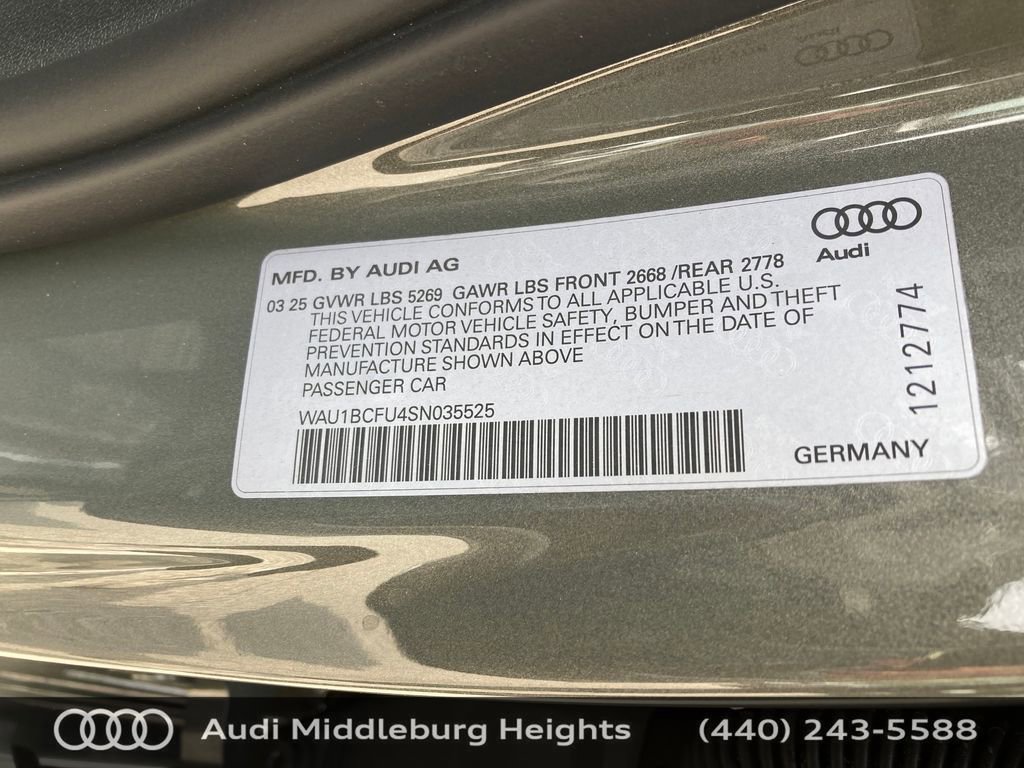 Audi
MFD. BY AUDI AG
03 25 GVWR LBS 5269 GAWR LBS FRONT 2668 /REAR 2778
THIS VEHICLE CONFORMS TO ALL APPLICABLE U.S.
FEDERAL MOTOR VEHICLE SAFETY, BUMPER AND THEFT
PREVENTION STANDARDS IN EFFECT ON THE DATE OF
MANUFACTURE SHOWN ABOVE
PASSENGER CAR
WAU1BCFU4SN035525
1212774
GERMANY
Audi Middleburg Heights (440) 243-5588